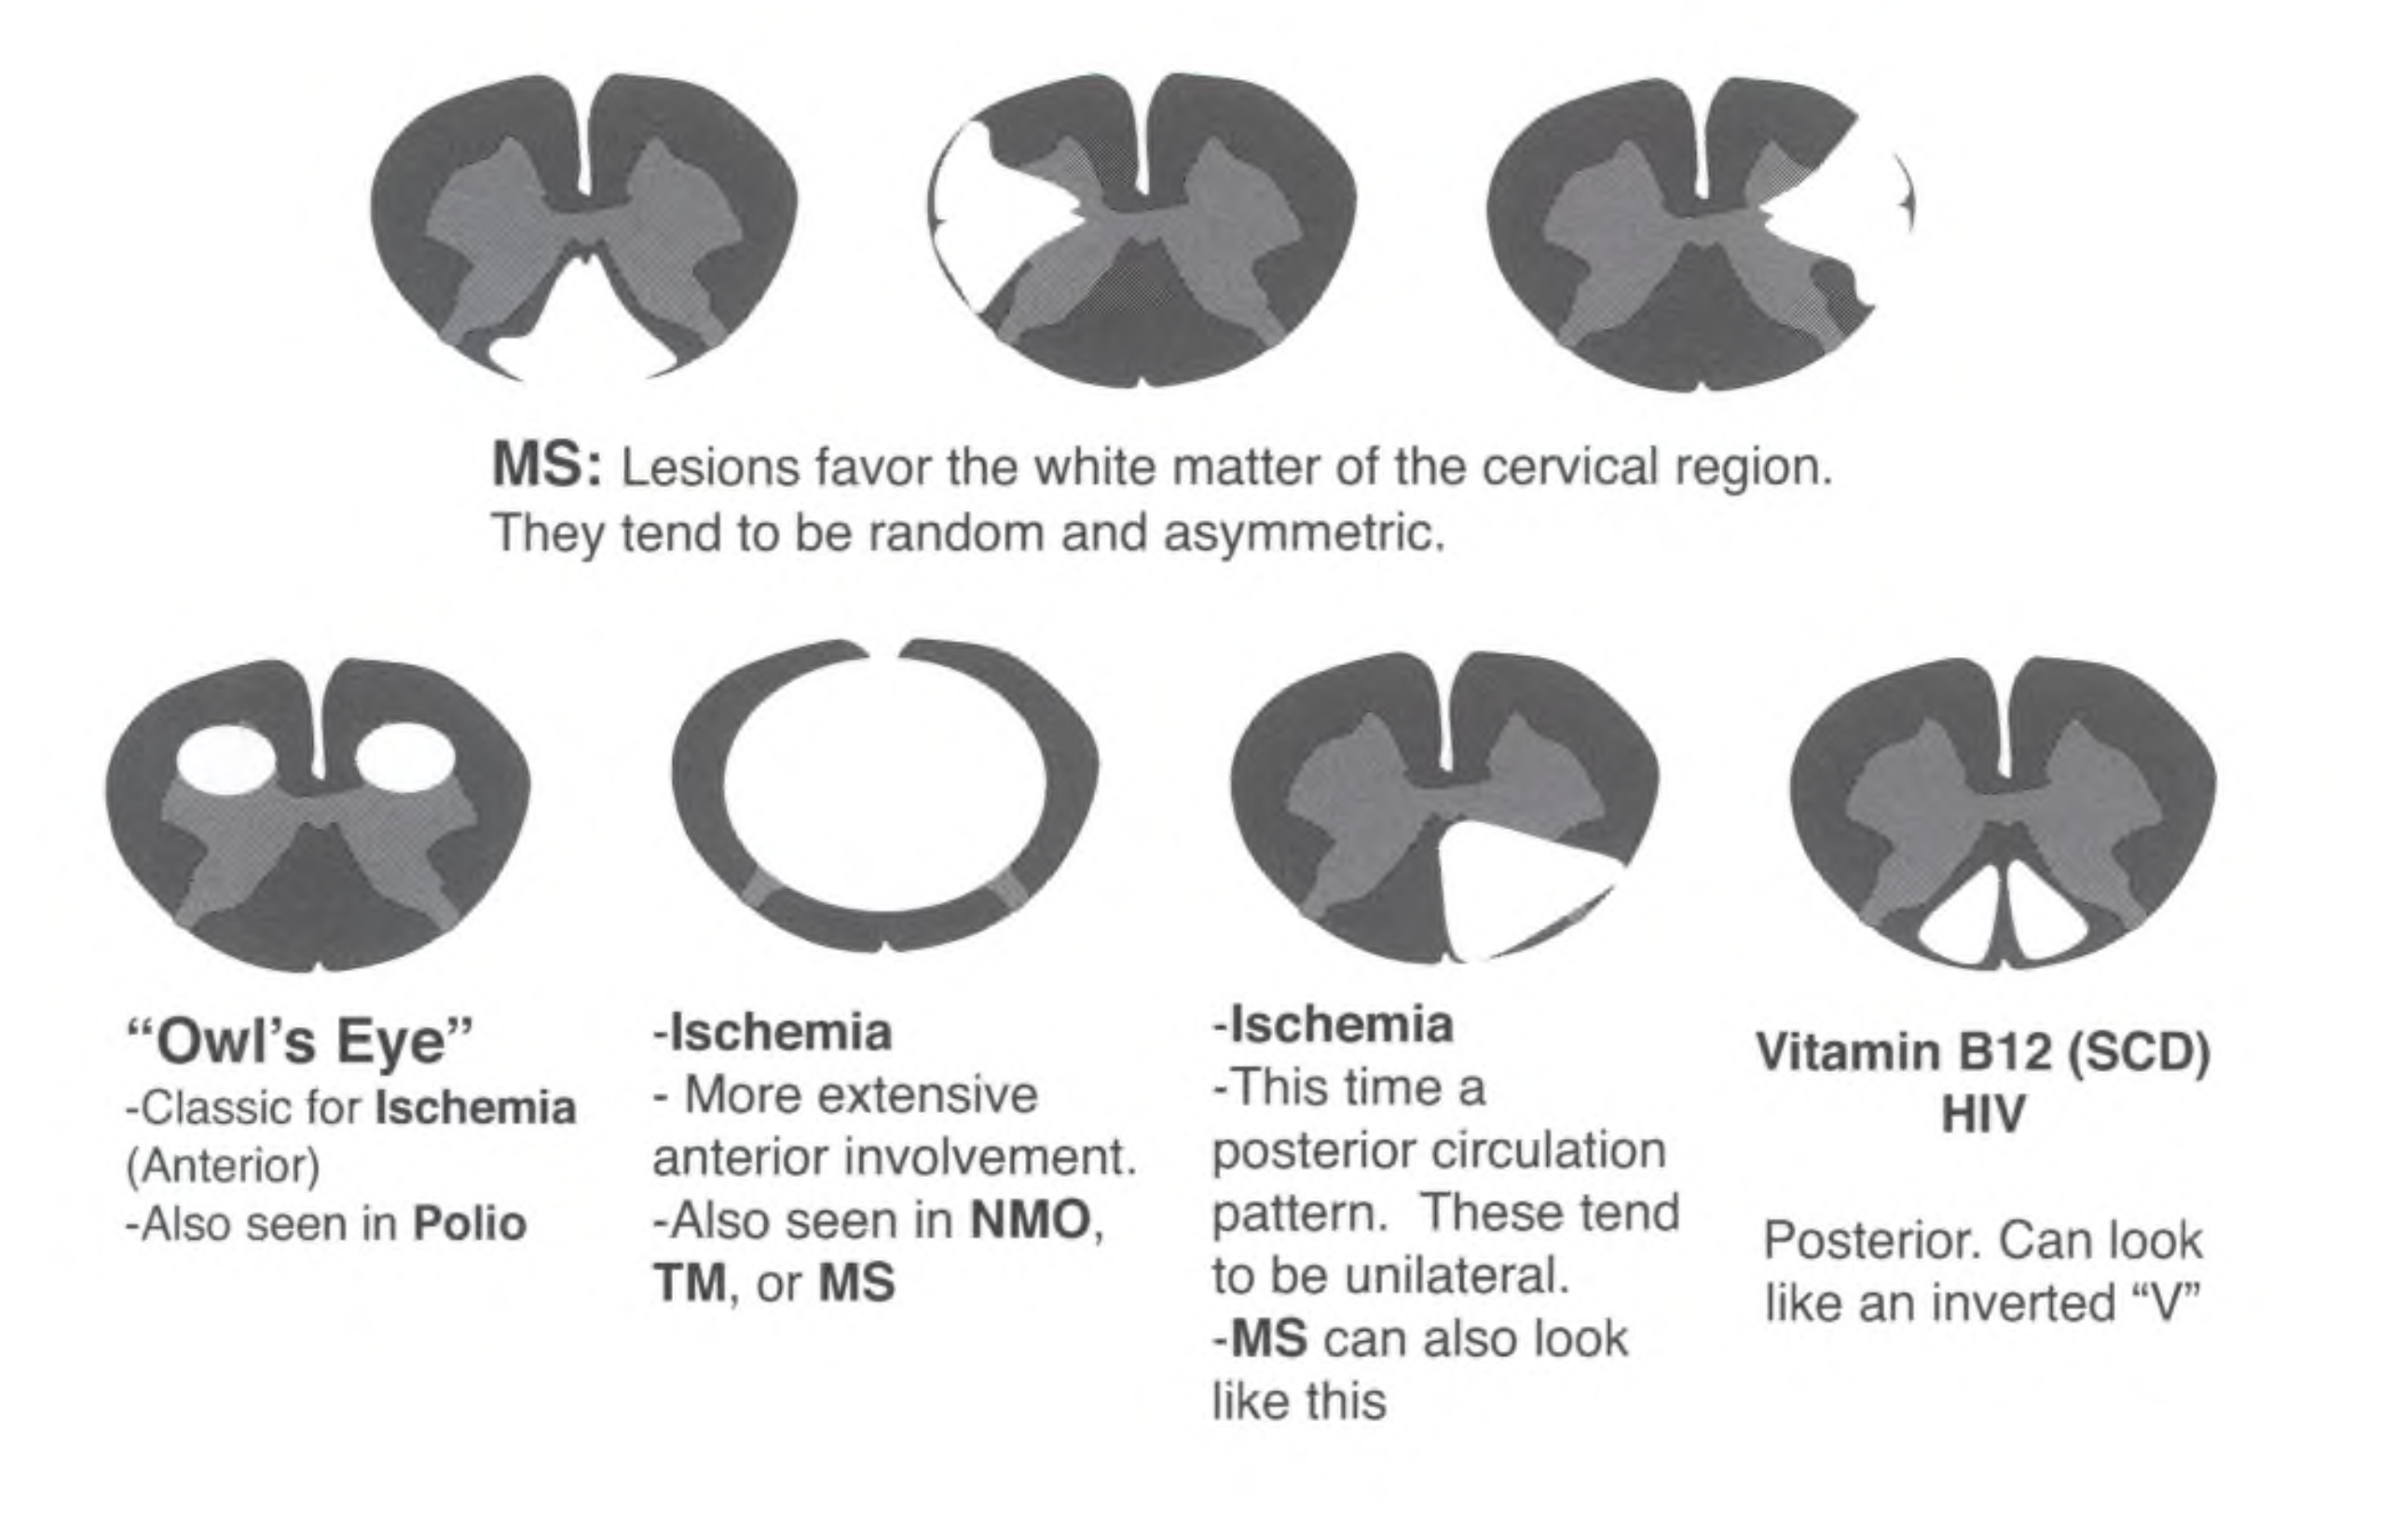 MS: Lesions favor the white matter of the cervical region.
They tend to be random and asymmetric.
“Owl’s Eye”
-Classic for Ischemia
(Anterior)
-Also seen in Polio
-Ischemia
- More extensive
anterior involvement.
-Also seen in NMO,
TM, or MS
-Ischemia
-This time a
posterior circulation
pattern.  These tend
to be unilateral.
-MS can also look
like this
Vitamin B12 (SCD)
HIV
Posterior. Can look
like an inverted “V”